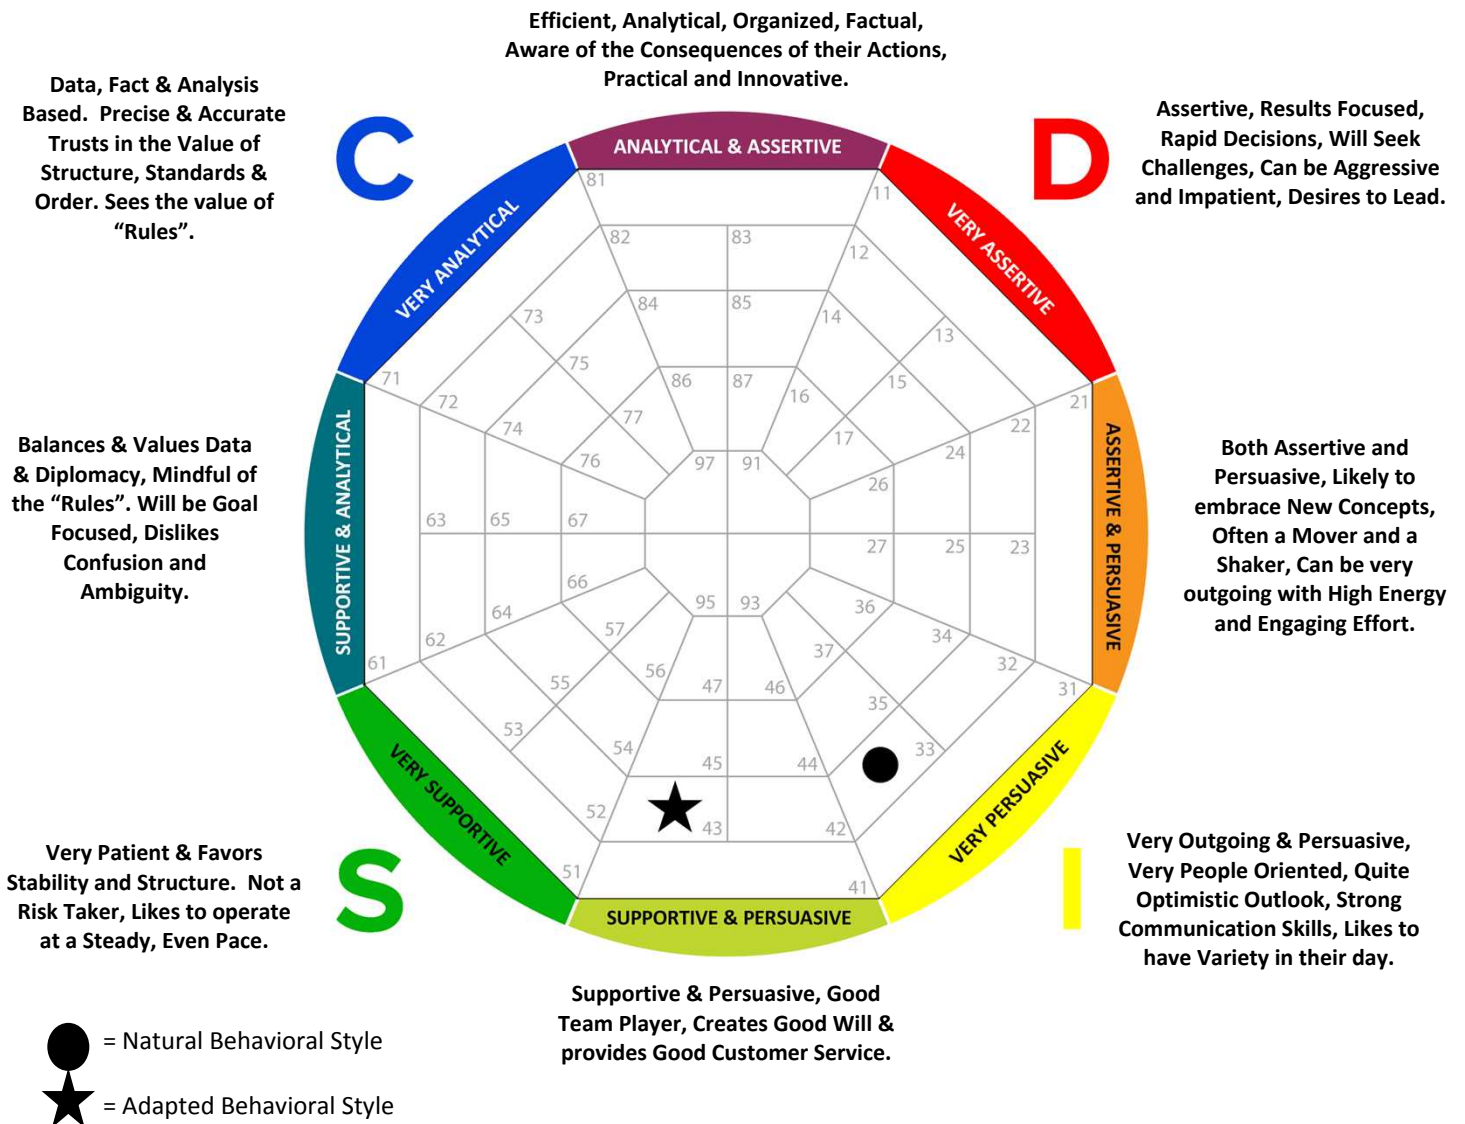 Efficient, Analytical, Organized, Factual,
Aware of the Consequences of their Actions,
Practical and Innovative.
Data, Fact & Analysis
Based.  Precise & Accurate
Trusts in the Value of
Structure, Standards &
Order. Sees the value of
“Rules”.
C
D
Assertive, Results Focused,
Rapid Decisions, Will Seek
Challenges, Can be Aggressive
and Impatient, Desires to Lead.
ANALYTICAL & ASSERTIVE
VERY ANALYTICAL
VERY ASSERTIVE
81
11
82
83
12
84
85
14
73
13
75
15
71
86
87
16
21
72
77
17
22
74
24
76
97
91
26
63
65
67
27
25
23
66
95
93
36
64
57
34
62
37
32
61
56
47
46
31
55
35
53
54
45
44
33
52
43
42
51
41
SUPPORTIVE & ANALYTICAL
ASSERTIVE & PERSUASIVE
Balances & Values Data
& Diplomacy, Mindful of
the “Rules”. Will be Goal
Focused, Dislikes
Confusion and
Ambiguity.
Both Assertive and
Persuasive, Likely to
embrace New Concepts,
Often a Mover and a
Shaker, Can be very
outgoing with High Energy
and Engaging Effort.
VERY SUPPORTIVE
VERY PERSUASIVE
SUPPORTIVE & PERSUASIVE
Very Patient & Favors
Stability and Structure.  Not a
Risk Taker, Likes to operate
at a Steady, Even Pace.
S
I
Very Outgoing & Persuasive,
Very People Oriented, Quite
Optimistic Outlook, Strong
Communication Skills, Likes to
have Variety in their day.
Supportive & Persuasive, Good
Team Player, Creates Good Will &
provides Good Customer Service.
= Natural Behavioral Style
= Adapted Behavioral Style